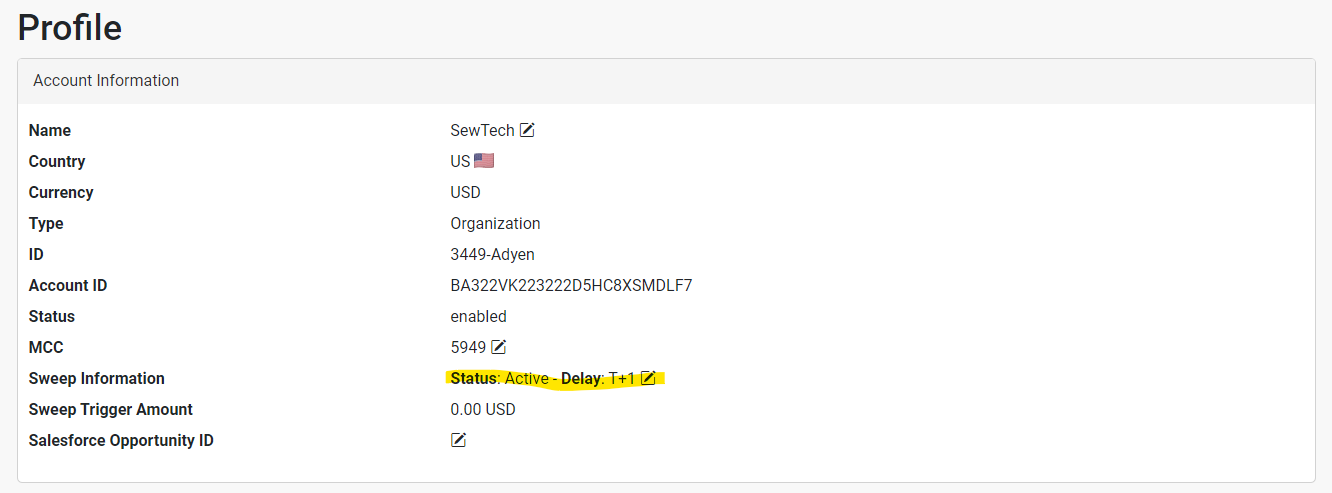 Profile
Account Information
Name SewTech
Country US
Currency USD
Type Organization
ID 3449-Adyen
Account ID BA322VK223222D5HC8XSMDLF7
Status enabled
MCC 5949
Sweep Information Status: Active - Delay: T+1
Sweep Trigger Amount 0.00 USD
Salesforce Opportunity ID